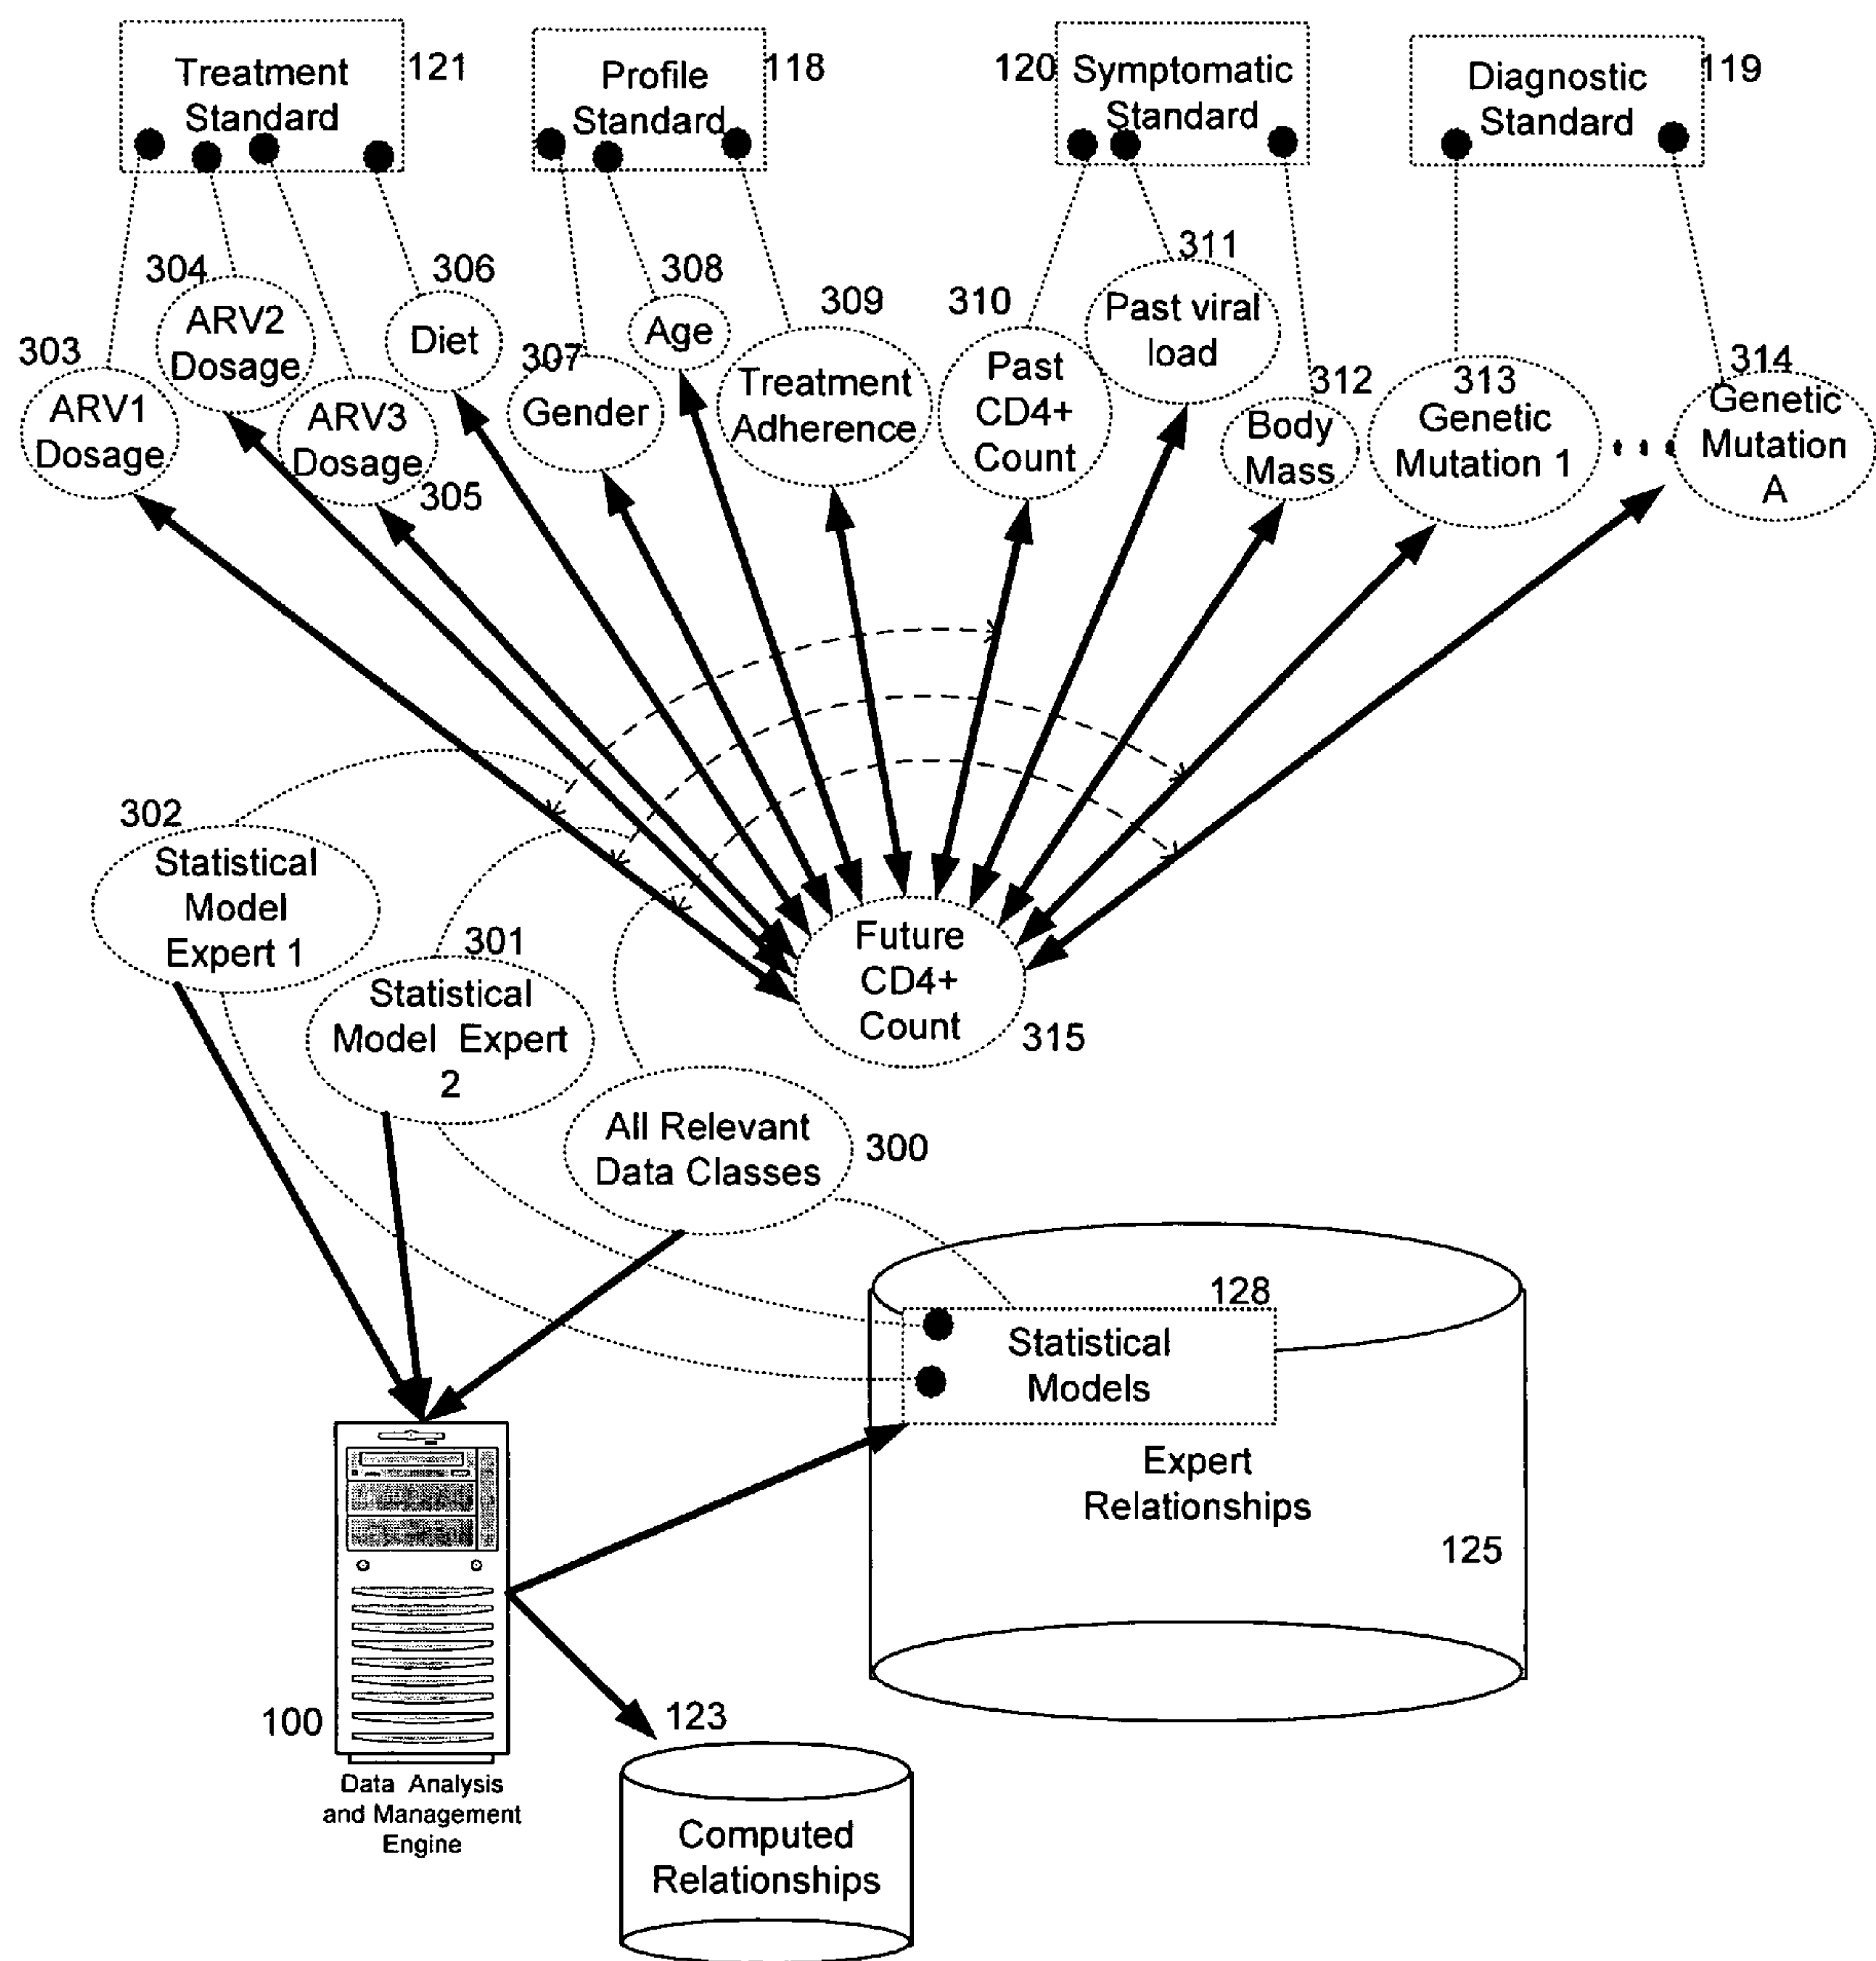 Treatment
Standard
121
Profile
Standard
118
120
Symptomatic
Standard
Diagnostic
Standard
119
303
ARV1
Dosage
304
ARV2
Dosage
ARV3
Dosage
305
306
Diet
307
Gender
308
Age
309
Treatment
Adherence
310
Past
CD4+
Count
311
Past viral
load
312
Body
Mass
313
Genetic
Mutation 1
314
Genetic
Mutation
A
302
Statistical
Model
Expert 1
301
Statistical
Model Expert
2
Future
CD4+
Count
315
All Relevant
Data Classes
300
128
Statistical
Models
Expert
Relationships
125
100
Data Analysis
and Management
Engine
123
Computed
Relationships